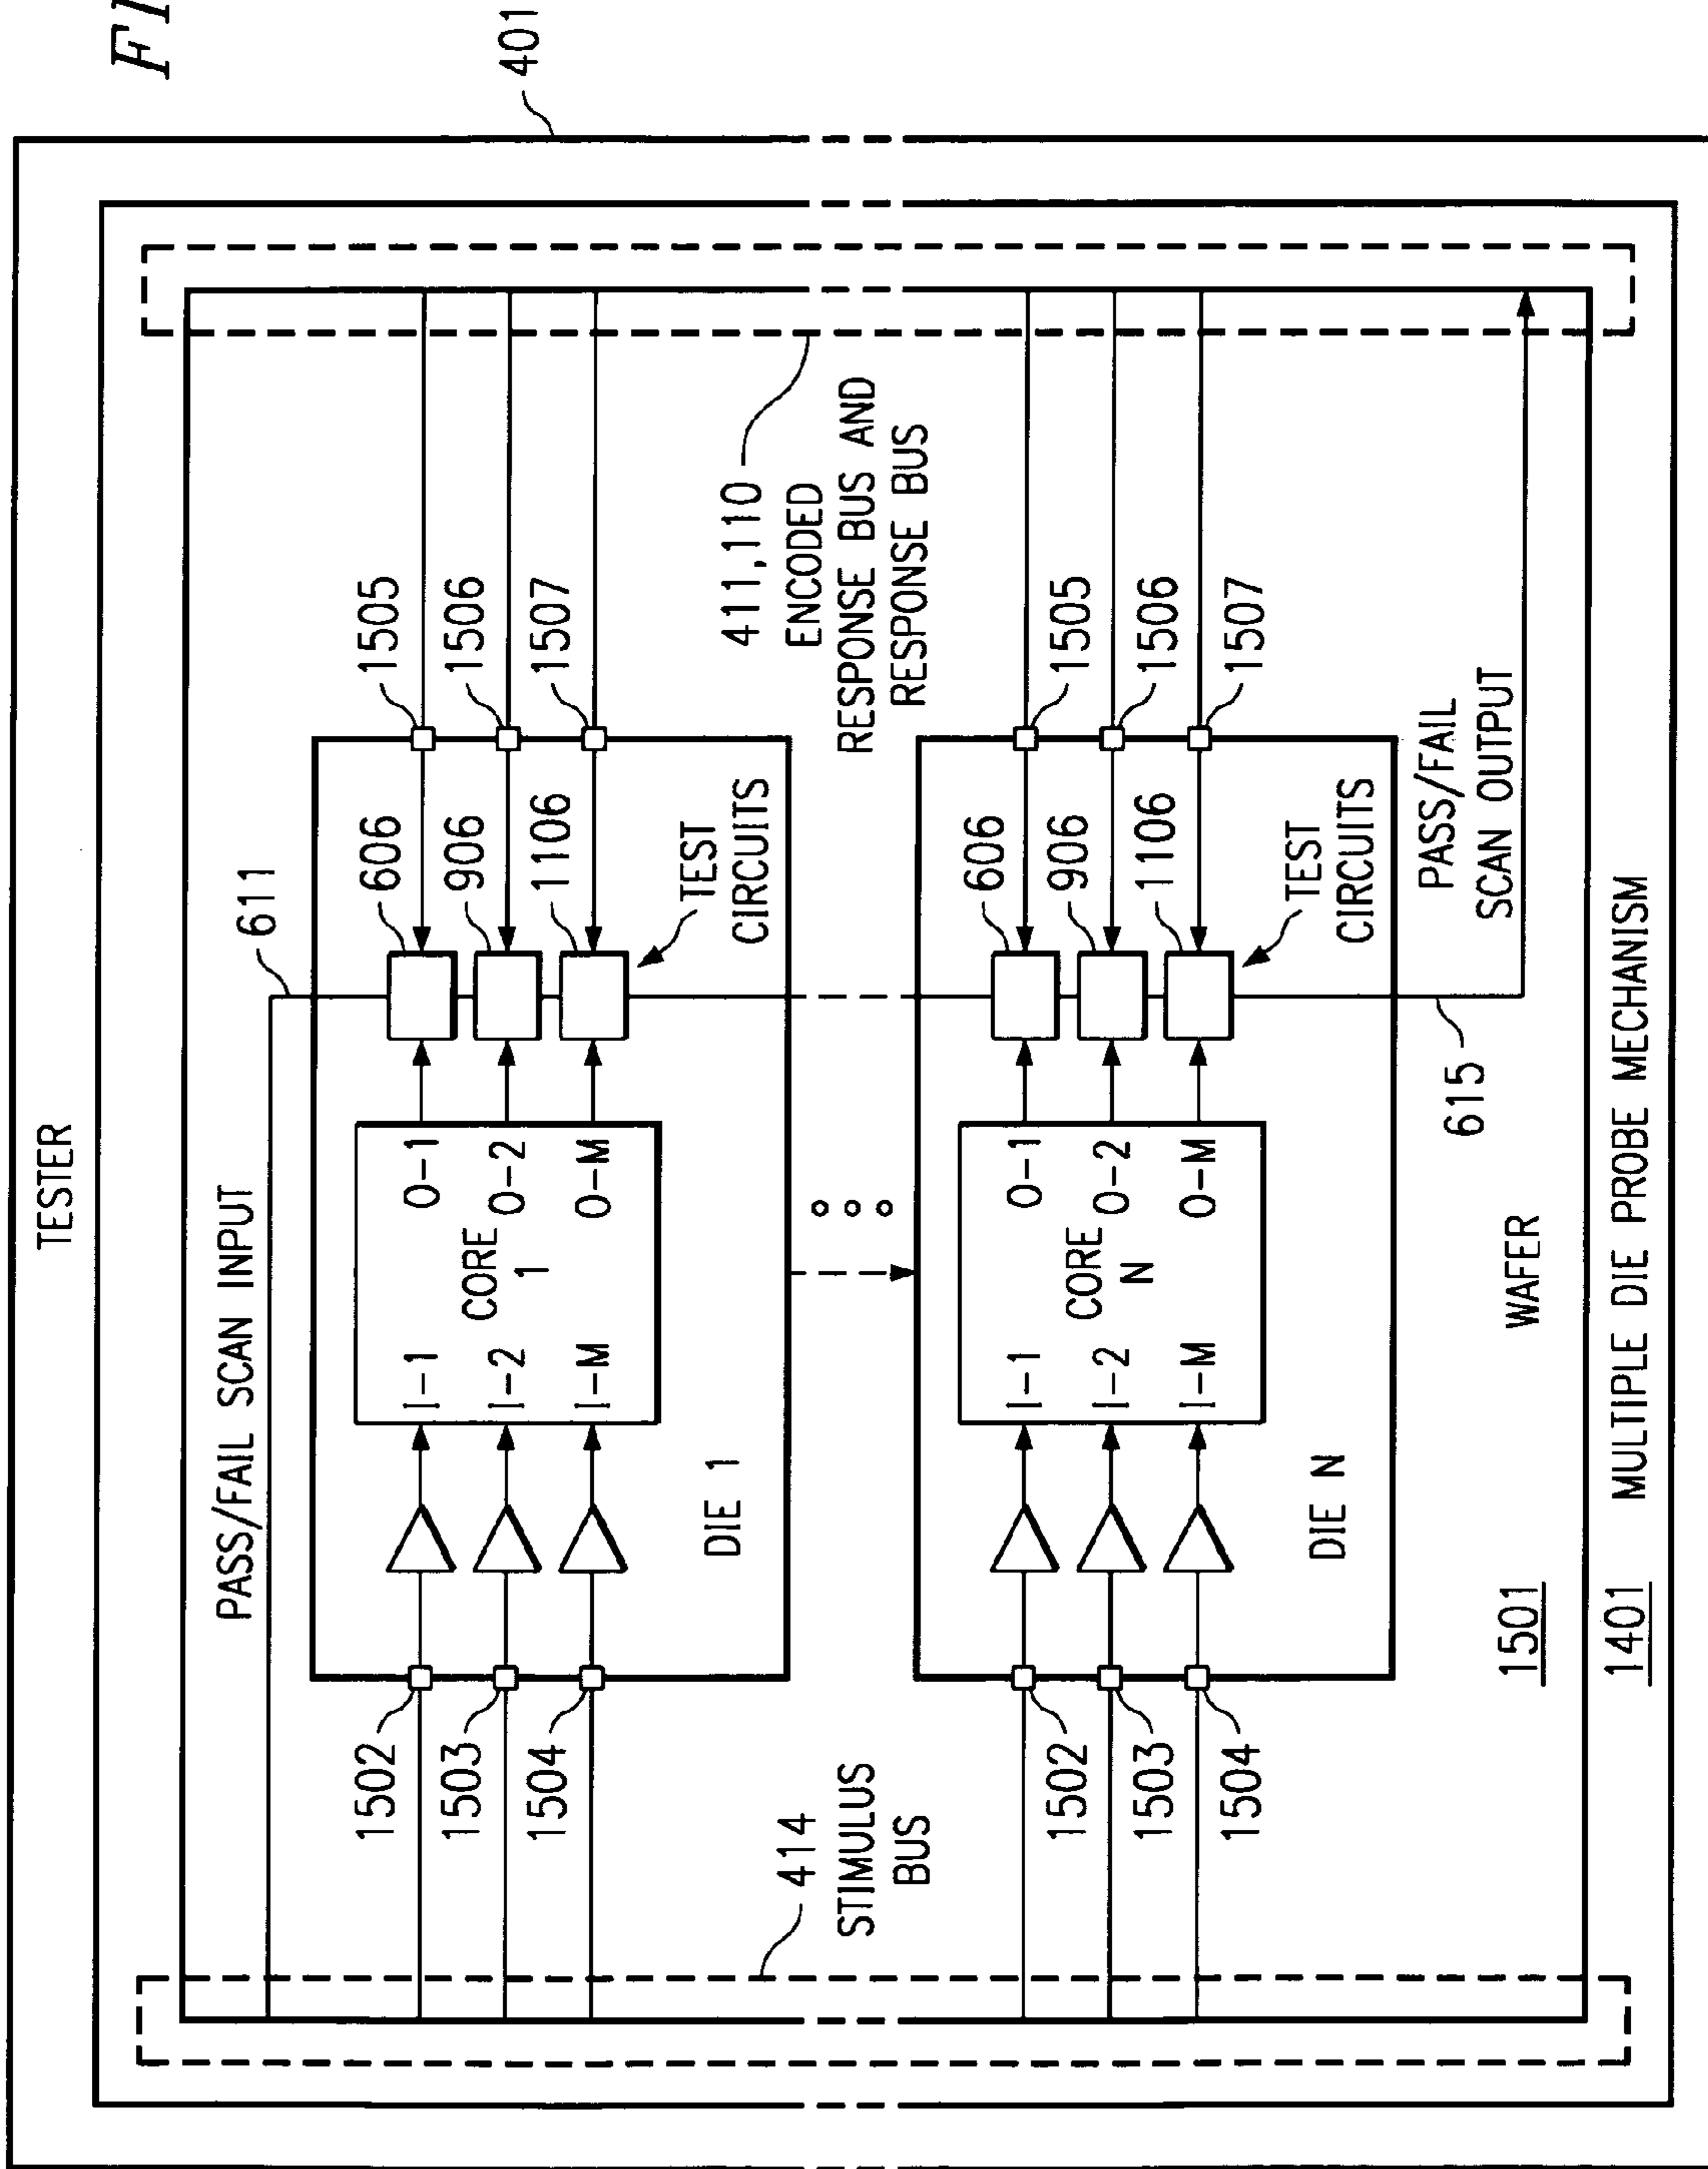 FI
TESTER
401
PASS/FAIL SCAN INPUT
611
1502
1503
1504
I-1
I-2
I-M
CORE
1
O-1
O-2
O-M
606
906
1106
TEST
CIRCUITS
1505
1506
1507
DIE 1
414
STIMULUS
BUS
411,110
ENCODED
RESPONSE BUS AND
RESPONSE BUS
1502
1503
1504
I-1
I-2
I-M
CORE
N
O-1
O-2
O-M
606
906
1106
TEST
CIRCUITS
1505
1506
1507
DIE N
615
PASS/FAIL
SCAN OUTPUT
1501
WAFER
1401
MULTIPLE DIE PROBE MECHANISM